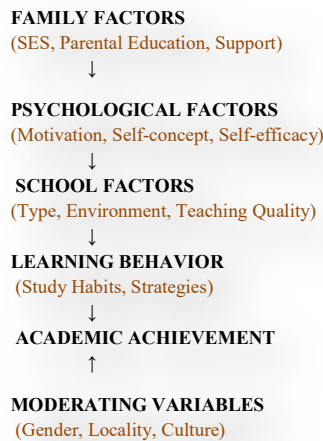 FAMILY FACTORS
(SES, Parental Education, Support)
↓
PSYCHOLOGICAL FACTORS
(Motivation, Self-concept, Self-efficacy)
↓
SCHOOL FACTORS
(Type, Environment, Teaching Quality)
↓
LEARNING BEHAVIOR
(Study Habits, Strategies)
↓
ACADEMIC ACHIEVEMENT
↑
MODERATING VARIABLES
(Gender, Locality, Culture)